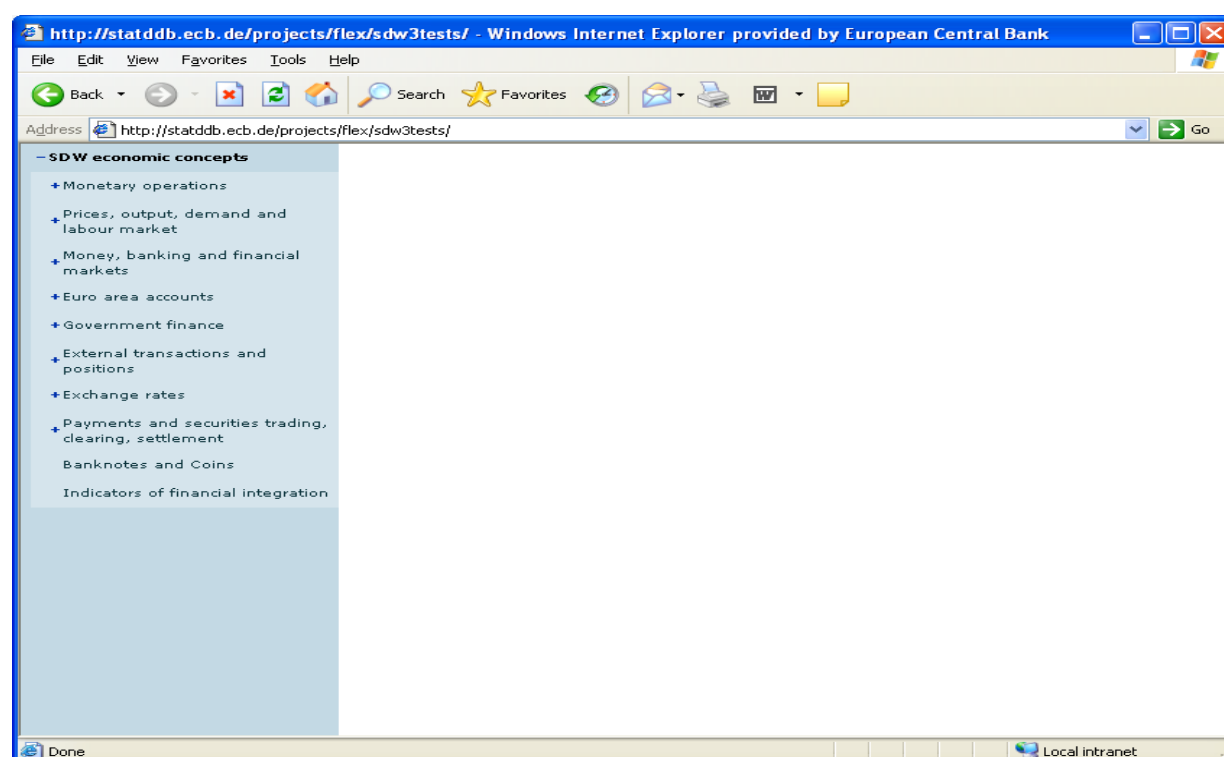 http://statddb.ecb.de/projects/flex/sdw3tests/ - Windows Internet Explorer provided by European Central Bank
File Edit View Favorites Tools Help
Back Search Favorites
Address http://statddb.ecb.de/projects/flex/sdw3tests/ Go
− SDW economic concepts
+ Monetary operations
+ Prices, output, demand and
labour market
+ Money, banking and financial
markets
+ Euro area accounts
+ Government finance
+ External transactions and
positions
+ Exchange rates
+ Payments and securities trading,
clearing, settlement
Banknotes and Coins
Indicators of financial integration
Done Local intranet